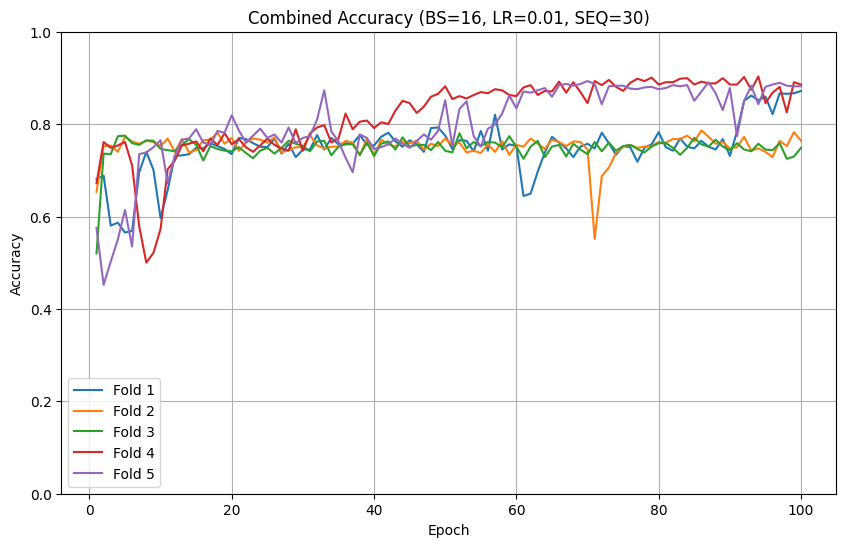 Combined Accuracy (BS=16, LR=0.01, SEQ=30)
1.0
0.8
0.6
0.4
0.2
0.0
Accuracy
Fold 1
Fold 2
Fold 3
Fold 4
Fold 5
0 20 40 60 80 100
Epoch